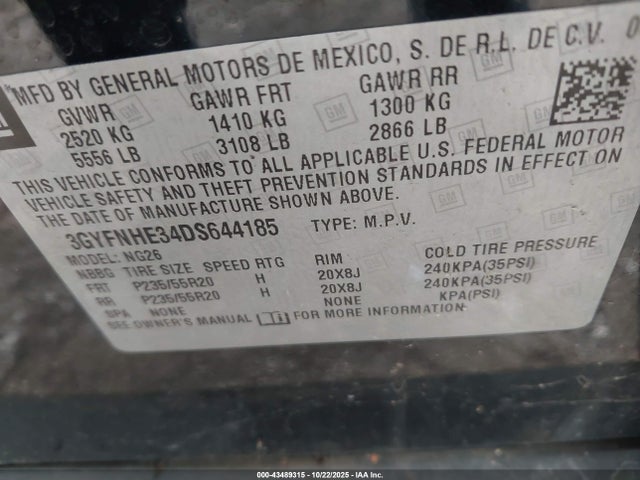 MFD BY GENERAL MOTORS DE MEXICO, S. DE R.L. DE C.V. 0
GVWR GAWR FRT GAWR RR
2520 KG 1410 KG 1300 KG
5556 LB 3108 LB 2866 LB
THIS VEHICLE CONFORMS TO ALL APPLICABLE U.S. FEDERAL MOTOR
VEHICLE SAFETY AND THEFT PREVENTION STANDARDS IN EFFECT ON
THE DATE OF MANUFACTURE SHOWN ABOVE.
3GYFNHE34DS644185 TYPE: M.P.V.
MODEL: NG26
NBBG TIRE SIZE SPEED RTG RIM COLD TIRE PRESSURE
FRT P235/55R20 H 20X8J 240KPA(35PSI)
RR P235/55R20 H 20X8J 240KPA(35PSI)
SPA NONE NONE KPA(PSI)
SEE OWNER'S MANUAL FOR MORE INFORMATION
000-43489315 - 10/22/2025 - IAA Inc.